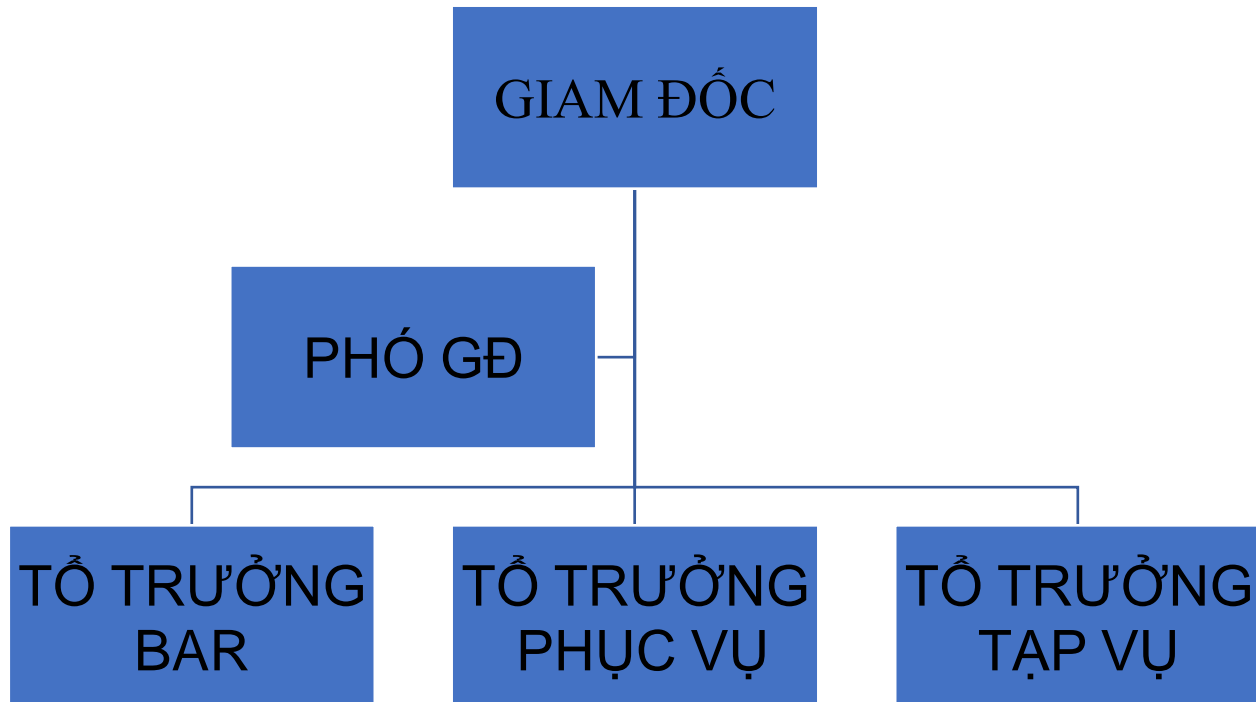 GIAM ĐỐC
PHÓ GĐ
TỔ TRƯỞNG
BAR
TỔ TRƯỞNG
PHỤC VỤ
TỔ TRƯỞNG
TẠP VỤ